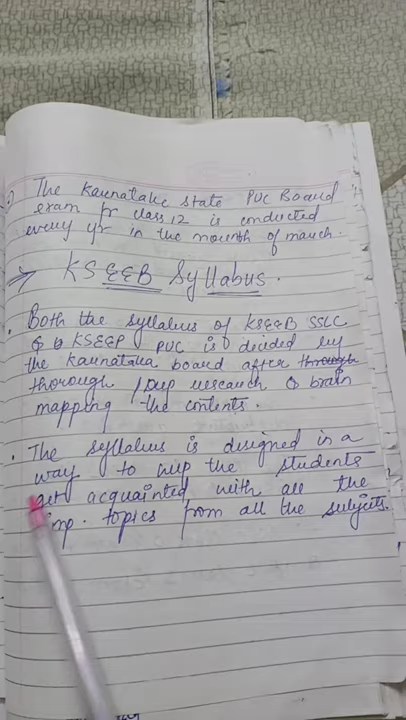 The Karnatake state PUC Board
exam for class 12 is conducted
every yr in the mounth of mauch.
→ KSEEB Syllabus.
• Both the syllabus of KSEEB SSLC
& KSEEP PUC is decided by
the Karnataka board after through
thorough / deep research & brain
mapping the contents.
• The syllabus is designed in a
way to help the students
get acquainted with all the
imp. topics from all the subjects.